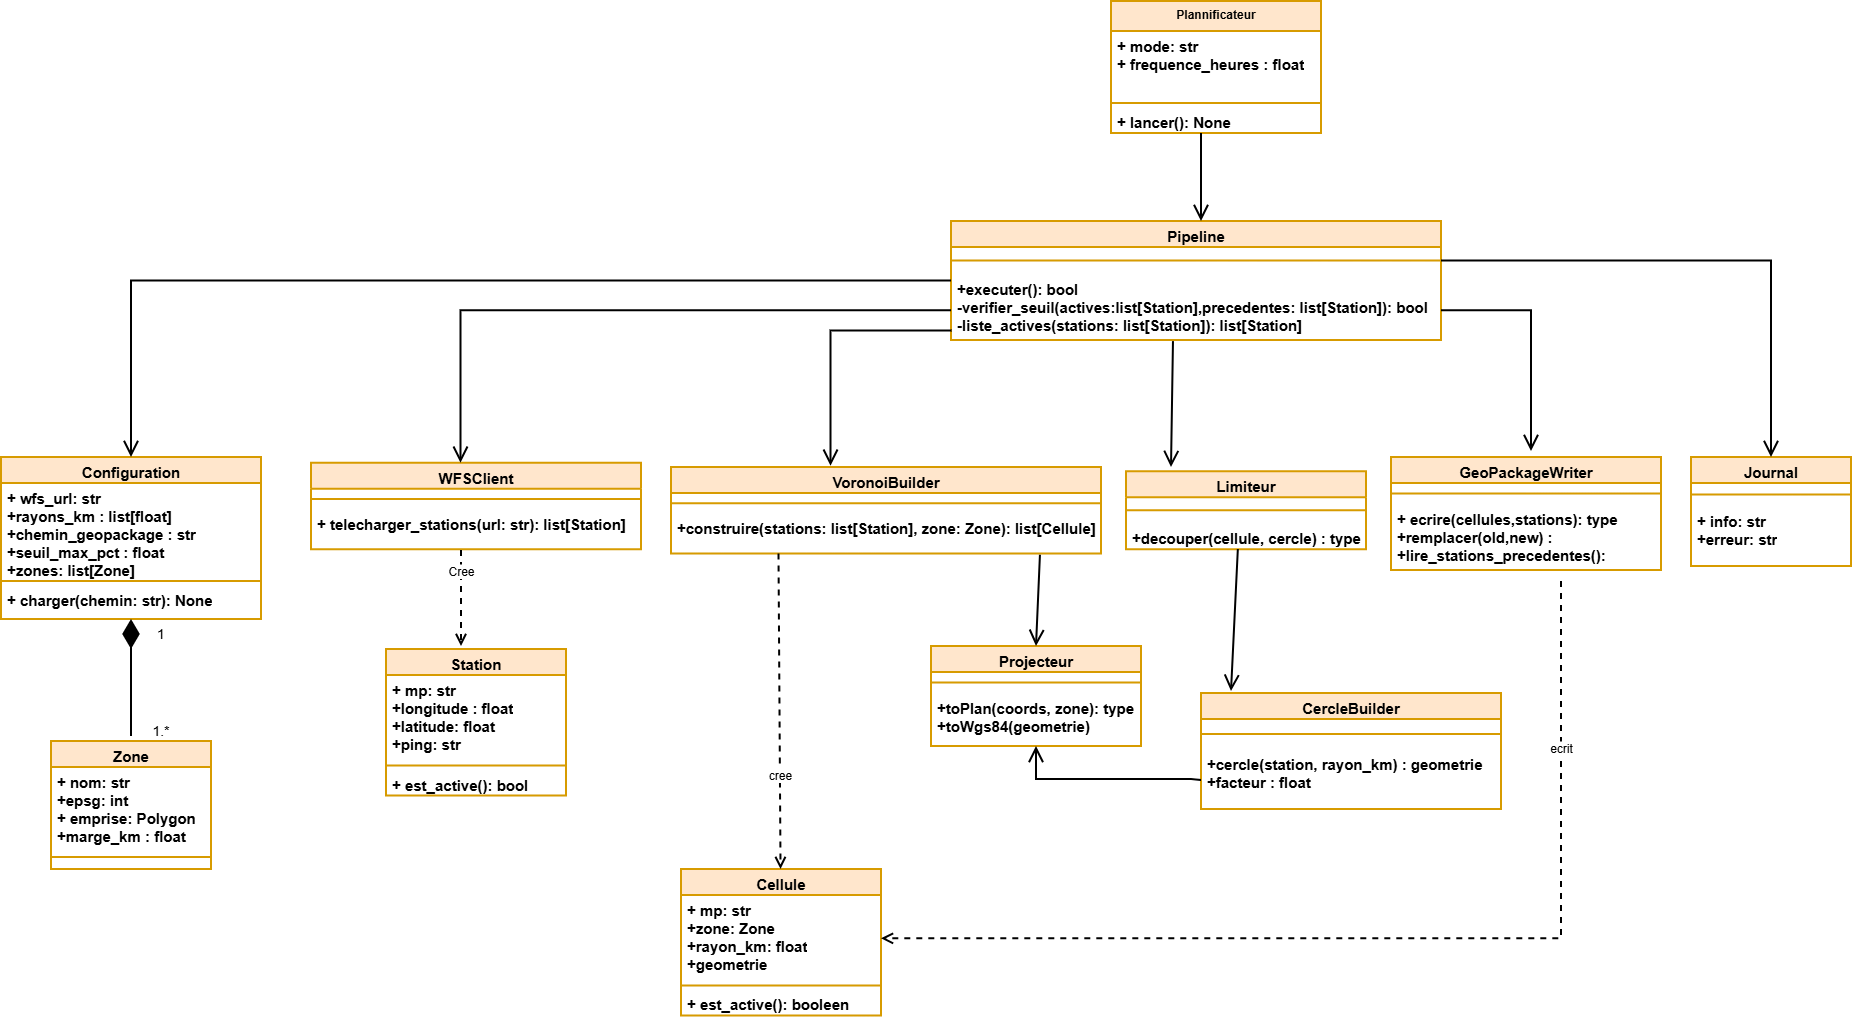 Plannificateur
+ mode: str
+ frequence_heures : float
+ lancer(): None
Pipeline
+executer(): bool
-verifier_seuil(actives:list[Station],precedentes: list[Station]): bool
-liste_actives(stations: list[Station]): list[Station]
Configuration
+ wfs_url: str
+rayons_km : list[float]
+chemin_geopackage : str
+seuil_max_pct : float
+zones: list[Zone]
+ charger(chemin: str): None
WFSClient
+ telecharger_stations(url: str): list[Station]
VoronoiBuilder
+construire(stations: list[Station], zone: Zone): list[Cellule]
Limiteur
+decouper(cellule, cercle) : type
GeoPackageWriter
+ ecrire(cellules,stations): type
+remplacer(old,new) :
+lire_stations_precedentes():
Journal
+ info: str
+erreur: str
1
1.*
Cree
Zone
+ nom: str
+epsg: int
+ emprise: Polygon
+marge_km : float
Station
+ mp: str
+longitude : float
+latitude: float
+ping: str
+ est_active(): bool
Projecteur
+toPlan(coords, zone): type
+toWgs84(geometrie)
CercleBuilder
+cercle(station, rayon_km) : geometrie
+facteur : float
cree
ecrit
Cellule
+ mp: str
+zone: Zone
+rayon_km: float
+geometrie
+ est_active(): booleen